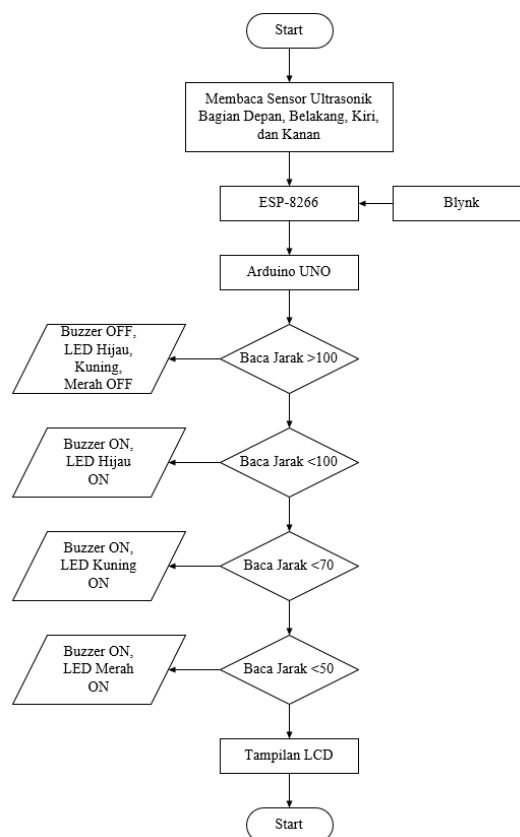 Start
Membaca Sensor Ultrasonik
Bagian Depan, Belakang, Kiri,
dan Kanan
ESP-8266
Blynk
Arduino UNO
Buzzer OFF,
LED Hijau,
Kuning,
Merah OFF
Baca Jarak >100
Buzzer ON,
LED Hijau
ON
Baca Jarak <100
Buzzer ON,
LED Kuning
ON
Baca Jarak <70
Buzzer ON,
LED Merah
ON
Baca Jarak <50
Tampilan LCD
Start